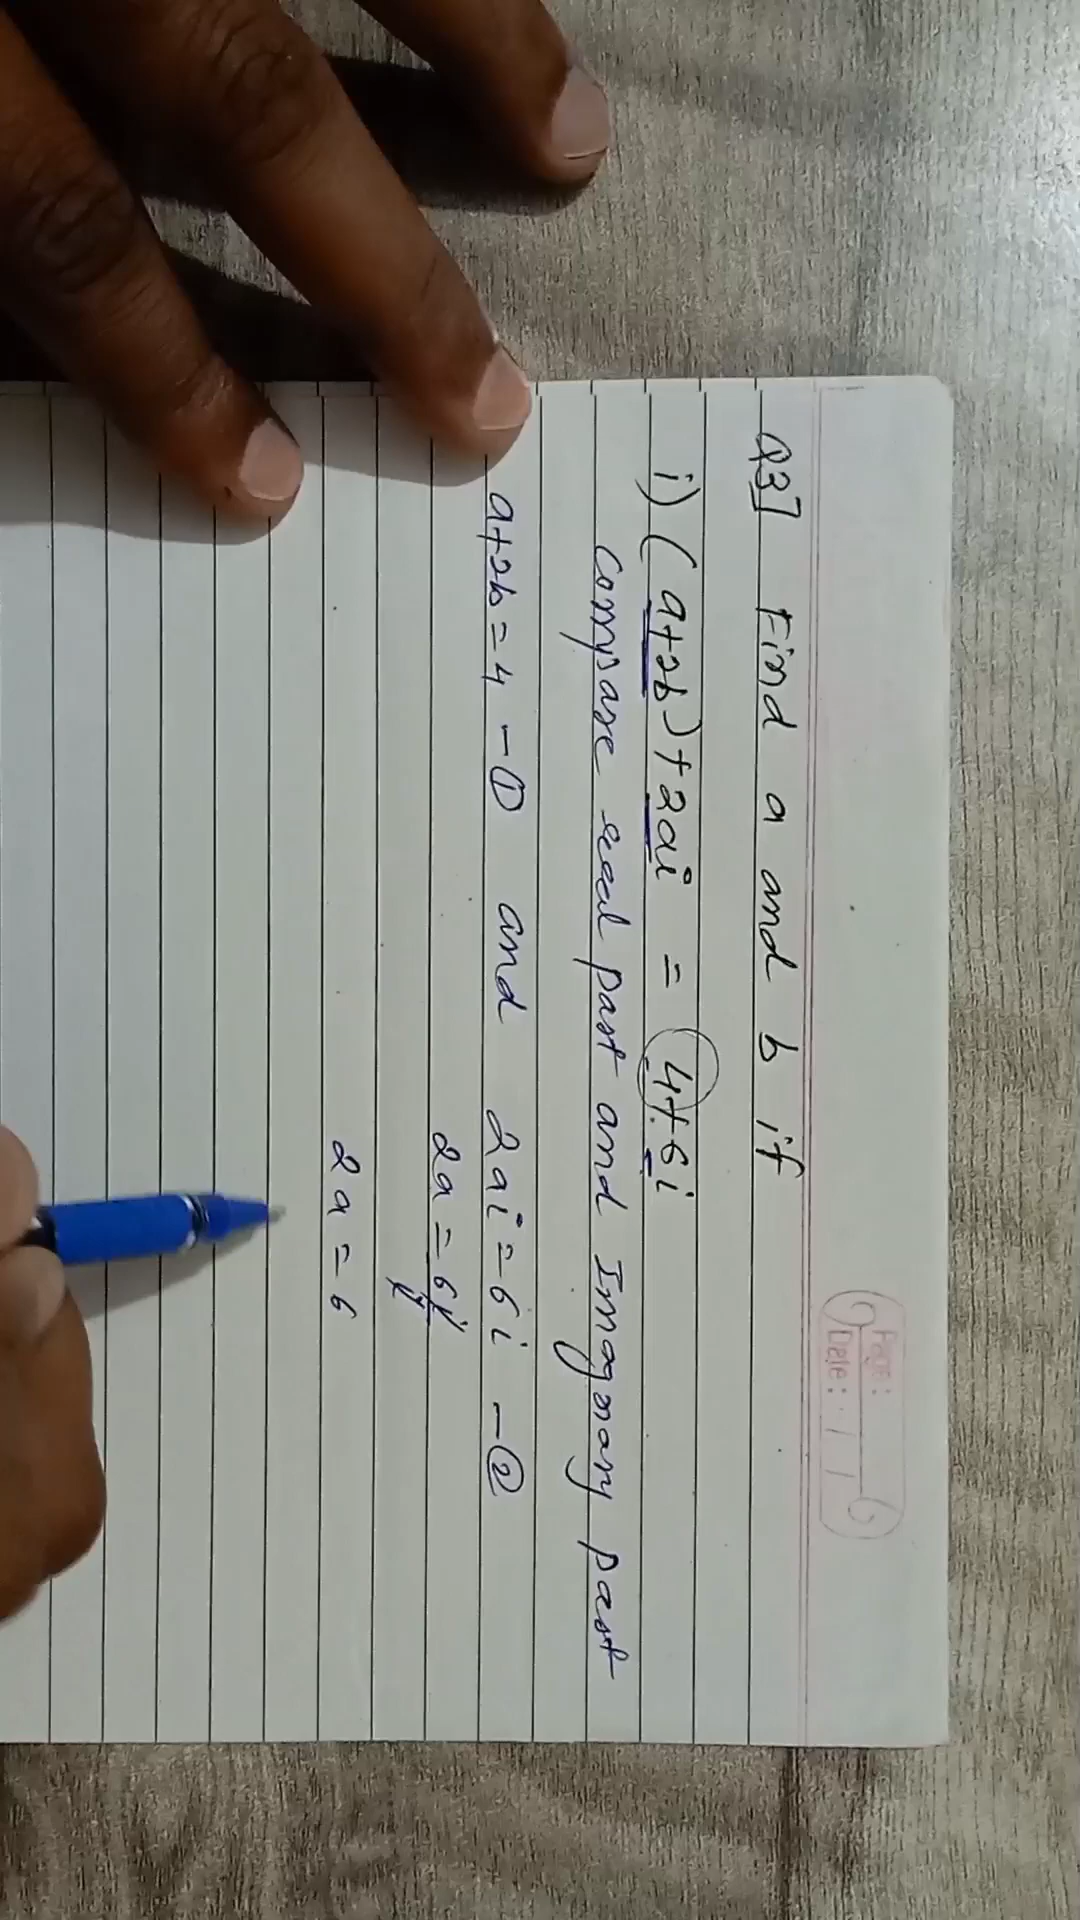 Page:
Date: / /
Q3] Find a and b if
i) (a+2b)+2ai = 4+6i
Compare real part and Imagnary part
a+2b=4 -① and 2ai=6i -②
2a=6i/i
2a=6